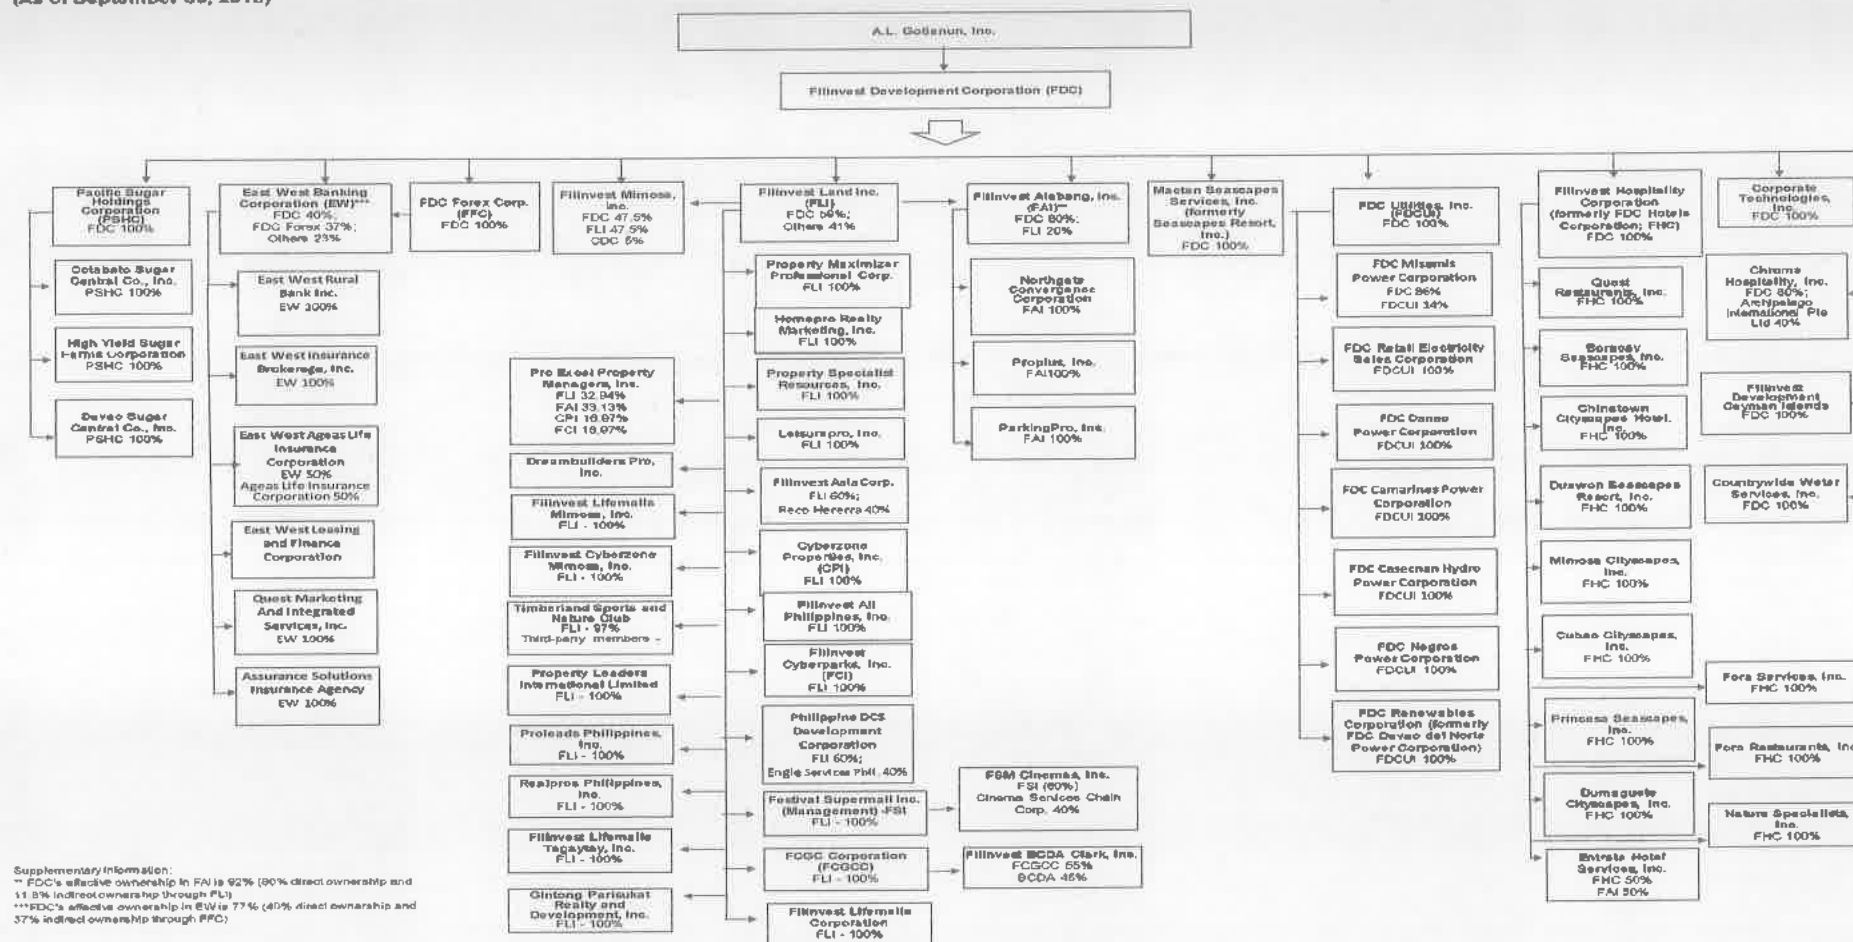 A.L. Gotianun, Inc.
Filinvest Development Corporation (FDC)
Pacific Sugar
Holdings
Corporation
(PSHC)
FDC 100%
East West Banking
Corporation (EW)***
FDC 40%;
FDC Forex 37%;
Others 23%
FDC Forex Corp.
(FFC)
FDC 100%
Filinvest Mimosa,
Inc.
FDC 47.5%
FLI 47.5%
CDC 5%
Filinvest Land Inc.
(FLI)
FDC 59%;
Others 41%
Filinvest Alabang, Inc.
(FAI)**
FDC 80%;
FLI 20%
Mactan Seascapes
Services, Inc.
(formerly
Seascapes Resort,
Inc.)
FDC 100%
FDC Utilities, Inc.
(FDCUI)
FDC 100%
Filinvest Hospitality
Corporation
(formerly FDC Hotels
Corporation; FHC)
FDC 100%
Corporate
Technologies,
Inc.
FDC 100%
Cotabato Sugar
Central Co., Inc.
PSHC 100%
High Yield Sugar
Farms Corporation
PSHC 100%
Davao Sugar
Central Co., Inc.
PSHC 100%
East West Rural
Bank Inc.
EW 100%
East West Insurance
Brokerage, Inc.
EW 100%
East West Ageas Life
Insurance
Corporation
EW 50%
Ageas Life Insurance
Corporation 50%
East West Leasing
and Finance
Corporation
Quest Marketing
And Integrated
Services, Inc.
EW 100%
Assurance Solutions
Insurance Agency
EW 100%
Pro Excel Property
Managers, Inc.
FLI 32.94%
FAI 33.13%
CPI 16.97%
FCI 16.97%
Dreambuilders Pro,
Inc.
Filinvest Lifemalls
Mimosa, Inc.
FLI - 100%
Filinvest Cyberzone
Mimosa, Inc.
FLI - 100%
Timberland Sports and
Nature Club
FLI - 97%
Third-party members -
Property Leaders
International Limited
FLI - 100%
Proleads Philippines,
Inc.
FLI - 100%
Realpros Philippines,
Inc.
FLI - 100%
Filinvest Lifemalls
Tagaytay, Inc.
FLI - 100%
Gintong Parisukat
Realty and
Development, Inc.
FLI - 100%
Property Maximizer
Professional Corp.
FLI 100%
Homepro Realty
Marketing, Inc.
FLI 100%
Property Specialist
Resources, Inc.
FLI 100%
Leisurepro, Inc.
FLI 100%
Filinvest Asia Corp.
FLI 60%;
Reco Hererra 40%
Cyberzone
Properties, Inc.
(CPI)
FLI 100%
Filinvest All
Philippines, Inc.
FLI 100%
Filinvest
Cyberparks, Inc.
(FCI)
FLI 100%
Philippine DCS
Development
Corporation
FLI 60%;
Engie Services Phil. 40%
Festival Supermall Inc.
(Management) -FSI
FLI - 100%
FCGC Corporation
(FCGCC)
FLI - 100%
Filinvest Lifemalls
Corporation
FLI - 100%
Northgate
Convergence
Corporation
FAI 100%
Proplus, Inc.
FAI100%
ParkingPro, Inc.
FAI 100%
FSM Cinemas, Inc.
FSI (60%)
Cinema Services Chain
Corp. 40%
Filinvest BCDA Clark, Inc.
FCGCC 55%
BCDA 45%
FDC Misamis
Power Corporation
FDC
FDCUI
FDC Retail Electricity
Sales Corporation
FDCUI 100%
FDC Danao
Power Corporation
FDCUI 100%
FDC Camarines Power
Corporation
FDCUI 100%
FDC Casecnan Hydro
Power Corporation
FDCUI 100%
FDC Negros
Power Corporation
FDCUI 100%
FDC Renewables
Corporation (formerly
FDC Davao del Norte
Power Corporation)
FDCUI 100%
Quest
Restaurants, Inc.
FHC 100%
Boracay
Seascapes, Inc.
FHC 100%
Chinatown
Cityscapes Hotel,
Inc.
FHC 100%
Duawon Seascapes
Resort, Inc.
FHC 100%
Mimosa Cityscapes,
Inc.
FHC 100%
Cubao Cityscapes,
Inc.
FHC 100%
Princesa Seascapes,
Inc.
FHC 100%
Dumaguete
Cityscapes, Inc.
FHC 100%
Entrata Hotel
Services, Inc.
FHC 50%
FAI 50%
Chroma
Hospitality, Inc.
FDC 60%;
Archipelago
International Pte
Ltd 40%
Filinvest
Development
Cayman Islands
FDC 100%
Countrywide Water
Services, Inc.
FDC 100%
Fora Services, Inc.
FHC 100%
Fora Restaurants, Inc
FHC 100%
Nature Specialists,
Inc.
FHC 100%
Supplementary Information:
** FDC's effective ownership in FAI is 92% (80% direct ownership and
11.8% indirect ownership through FLI)
***FDC's effective ownership in EW is 77% (40% direct ownership and
37% indirect ownership through FFC)